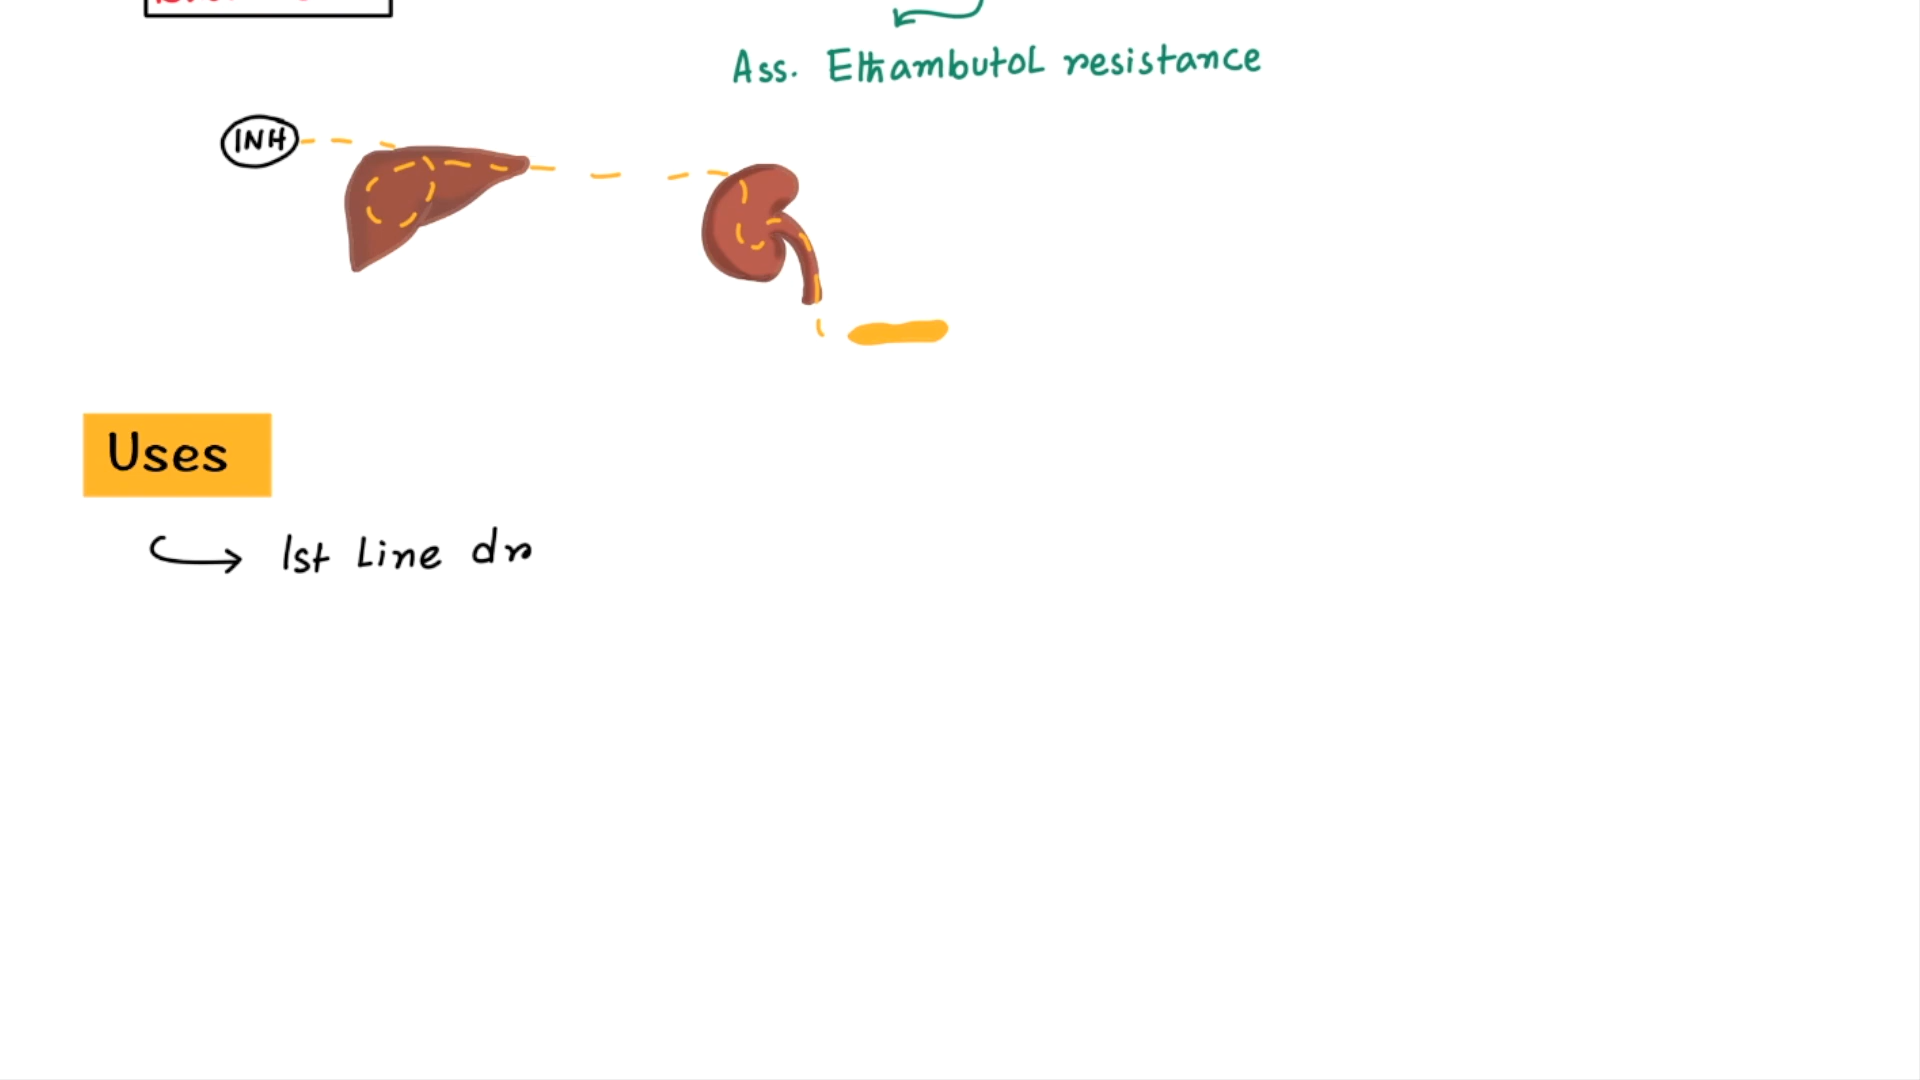 Ass. Ethambutol resistance
INH
Uses
1st Line dr